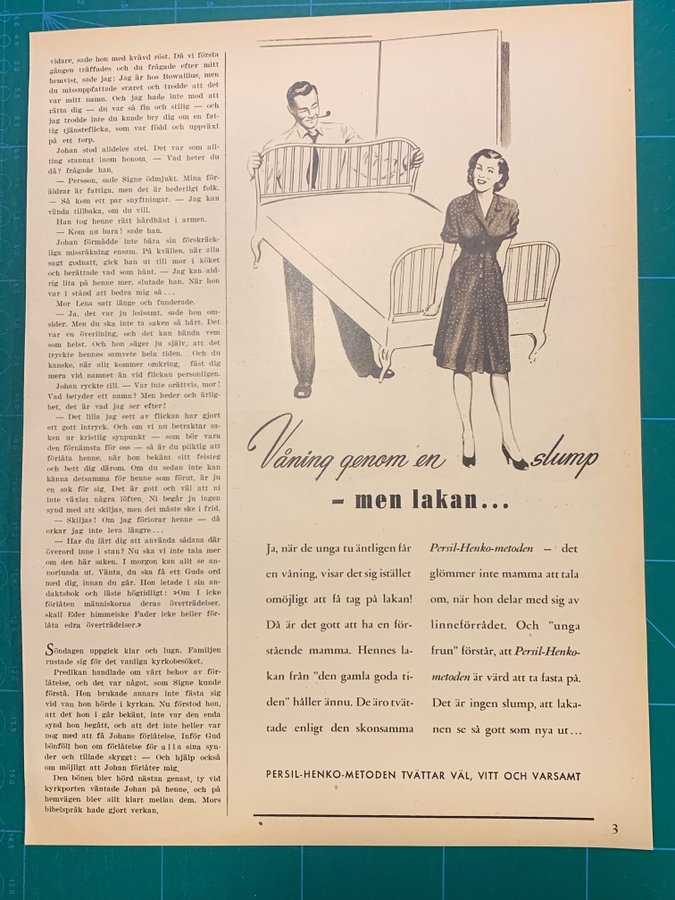 vidare, sade hon med kvävd röst. Då vi första
gången träffades och du frågade efter mitt
hemvist, sade jag: Jag är hos Bowallius, men
du missuppfattade svaret och trodde att det
var mitt namn. Och jag hade inte mod att
rätta dig — du var så fin och stilig — och
jag trodde inte du kunde bry dig om en fat-
tig tjänsteflicka, som var född och uppväxt
på ett torp.
Johan stod alldeles stel. Det var som all-
ting stannat inom honom. — Vad heter du
då? frågade han.
— Persson, sade Signe ödmjukt. Mina för-
äldrar är fattiga, men det är hederligt folk.
— Så kom ett par snyftningar. — Jag kan
vända tillbaka, om du vill.
Han tog henne rätt hårdhänt i armen.
— Kom nu bara! sade han.
Johan förmådde inte bära sin förskräck-
liga missräkning ensam. På kvällen, när alla
sagt godnatt, gick han ut till mor i köket
och berättade vad som hänt. — Jag kan ald-
rig lita på henne mer, slutade han. När hon
var i stånd att bedra mig så ...
Mor Lena satt länge och funderade.
— Ja, det var ju ledsamt, sade hon om-
sider. Men du ska inte ta saken så hårt. Det
var en överilning, och det kan hända vem
som helst. Och hon säger ju själv, att det
tryckte hennes samvete hela tiden. Och du
kanske, när allt kommer omkring, fäst dig
mera vid namnet än vid flickan personligen.
Johan ryckte till. — Var inte orättvis, mor!
Vad betyder ett namn? Men heder och ärlig-
het, det är vad jag ser efter!
— Det lilla jag sett av flickan har gjort
ett gott intryck. Och om vi nu betraktar sa-
ken ur kristlig synpunkt — som bör vara
den förnämsta för oss — så är du pliktig att
förlåta henne, när hon bekänt sitt felsteg
och bett dig därom. Om du sedan inte kan
känna detsamma för henne som förut, är ju
en sak för sig. Det är gott och väl att ni
inte växlat några löften. Ni begår ju ingen
synd med att skiljas, men det måste ske i frid.
— Skiljas! Om jag förlorar henne — då
orkar jag inte leva längre ...
— Har du lärt dig att använda sådana där
överord inne i stan? Nu ska vi inte tala mer
om den här saken. I morgon kan allt se an-
norlunda ut. Vänta, du ska få ett Guds ord
med dig, innan du går. Hon letade i sin an-
daktsbok och läste högtidligt: »Om I icke
förlåten människorna deras överträdelser,
skall Eder himmelske Fader icke heller för-
låta edra överträdelser.»
Söndagen uppgick klar och lugn. Familjen
rustade sig för det vanliga kyrkobesöket.
Predikan handlade om vårt behov av för-
låtelse, och det var något, som Signe kunde
förstå. Hon brukade annars inte fästa sig
vid van hon hörde i kyrkan. Nu förstod hon,
att det hon i går bekänt, inte var den enda
synd hon begått, och att det inte heller var
nog med att få Johans förlåtelse. Inför Gud
bönföll hon om förlåtelse för alla sina syn-
der och tillade skyggt: — Och hjälp också
om möjligt att Johan förlåter mig.
Den bönen blev hörd nästan genast, ty vid
kyrkporten väntade Johan på henne, och på
hemvägen blev allt klart mellan dem. Mors
bibelspråk hade gjort verkan.
Våning genom en slump
– men lakan...
Ja, när de unga tu äntligen får
en våning, visar det sig istället
omöjligt att få tag på lakan!
Då är det gott att ha en för-
stående mamma. Hennes la-
kan från "den gamla goda ti-
den" håller ännu. De äro tvät-
tade enligt den skonsamma
Persil-Henko-metoden — det
glömmer inte mamma att tala
om, när hon delar med sig av
linneförrådet. Och "unga
frun" förstår, att Persil-Henko-
metoden är värd att ta fasta på.
Det är ingen slump, att laka-
nen se så gott som nya ut...
PERSIL-HENKO-METODEN TVÄTTAR VÄL, VITT OCH VARSAMT
3